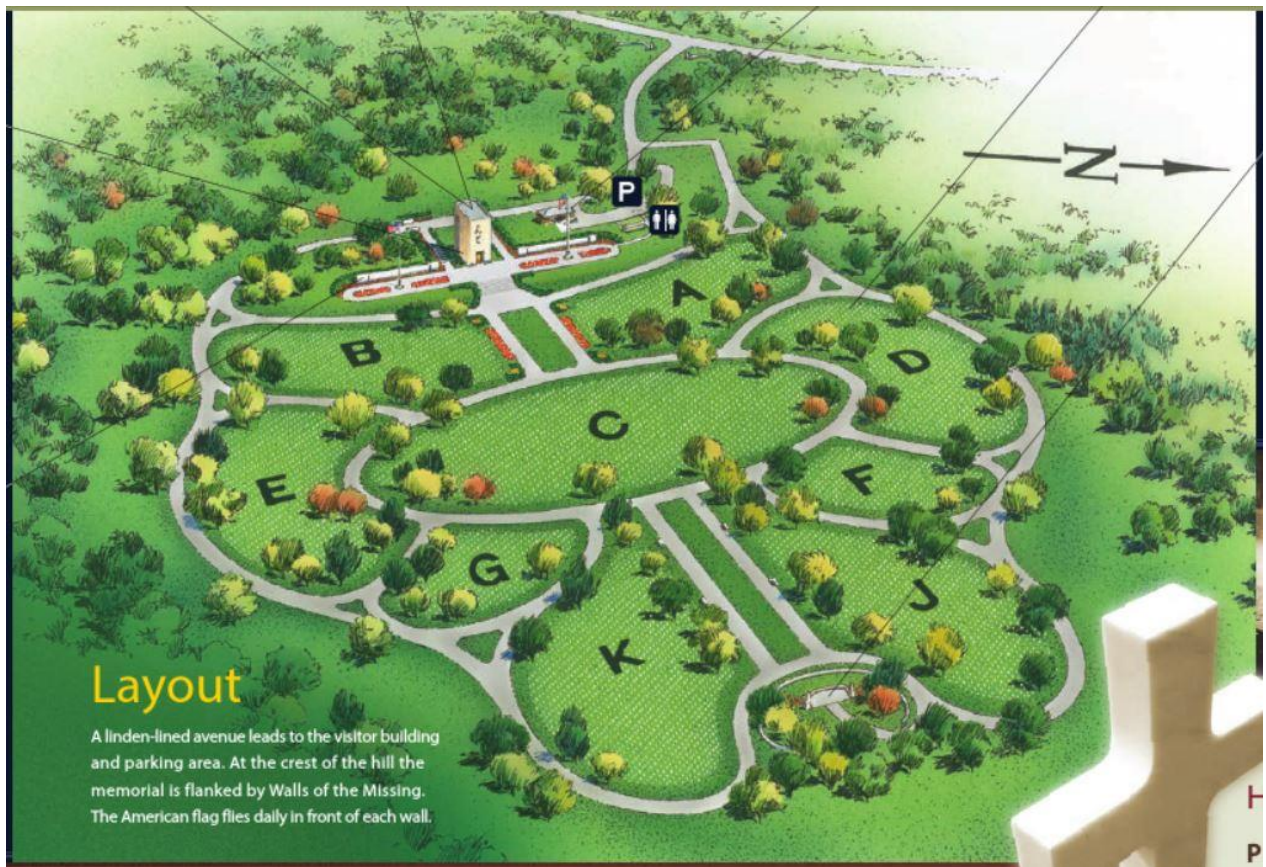 P
N
A
B
D
C
F
E
G
J
K
Layout
A linden-lined avenue leads to the visitor building
and parking area. At the crest of the hill the
memorial is flanked by Walls of the Missing.
The American flag flies daily in front of each wall.
H
P